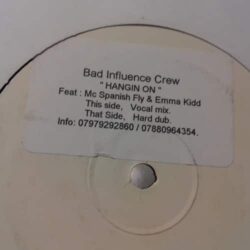 Bad Influence Crew
" HANGIN ON "
Feat : Mc Spanish Fly & Emma Kidd
This side, Vocal mix.
That Side, Hard dub.
Info: 07979292860 / 07880964354.